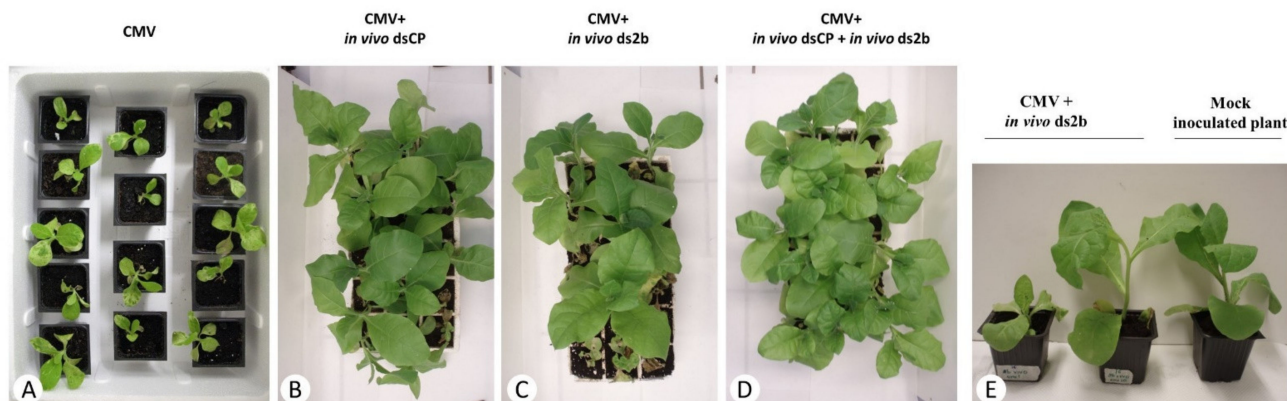 CMV
CMV+
in vivo dsCP
CMV+
in vivo ds2b
CMV+
in vivo dsCP + in vivo ds2b
CMV +
in vivo ds2b
Mock
inoculated plant
A
B
C
D
E